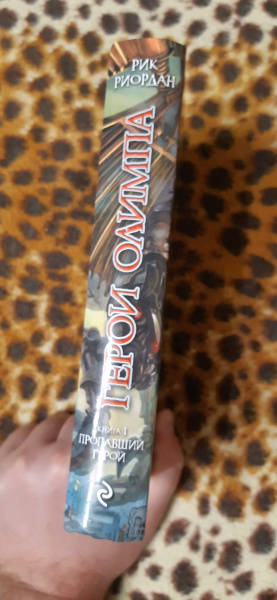 РИК
РИОРДАН
ГЕРОИ ОЛИМПА
КНИГА 1
ПРОПАВШИЙ
ГЕРОЙ